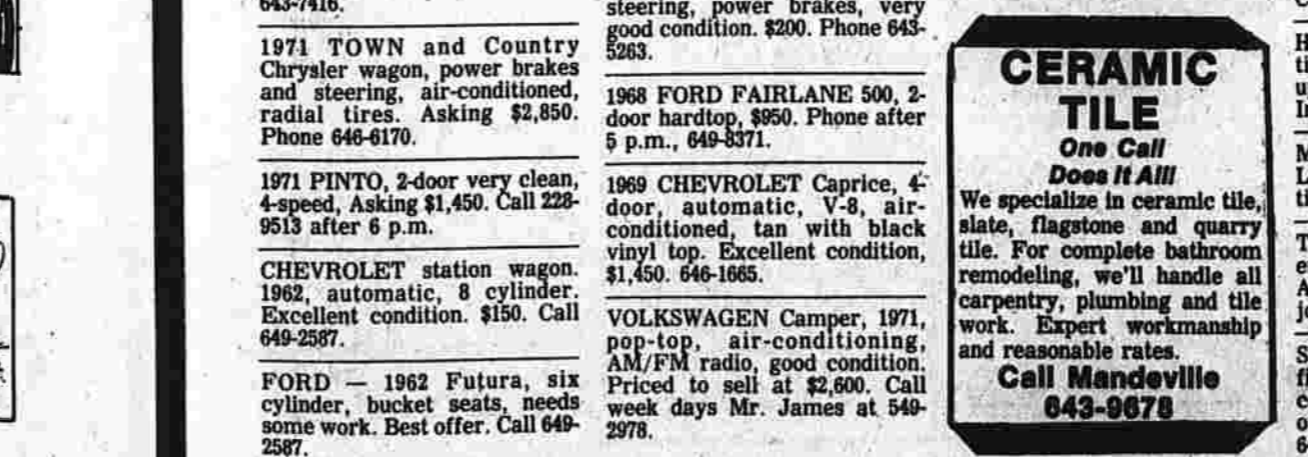 643-7416.
1971 TOWN and Country
Chrysler wagon, power brakes
and steering, air-conditioned,
radial tires. Asking $2,850.
Phone 646-6170.
1971 PINTO, 2-door very clean,
4-speed, Asking $1,450. Call 228-
9513 after 6 p.m.
CHEVROLET station wagon.
1962, automatic, 8 cylinder.
Excellent condition. $150. Call
649-2587.
FORD — 1962 Futura, six
cylinder, bucket seats, needs
some work. Best offer. Call 649-
2587.
steering, power brakes, very
good condition. $200. Phone 643-
5263.
1968 FORD FAIRLANE 500, 2-
door hardtop, $950. Phone after
5 p.m., 649-8371.
1969 CHEVROLET Caprice, 4-
door, automatic, V-8, air-
conditioned, tan with black
vinyl top. Excellent condition,
$1,450. 646-1665.
VOLKSWAGEN Camper, 1971,
pop-top, air-conditioning,
AM/FM radio, good condition.
Priced to sell at $2,600. Call
week days Mr. James at 549-
2978.
CERAMIC
TILE
One Call
Does It All!
We specialize in ceramic tile,
slate, flagstone and quarry
tile. For complete bathroom
remodeling, we'll handle all
carpentry, plumbing and tile
work. Expert workmanship
and reasonable rates.
Call Mandeville
643-9678